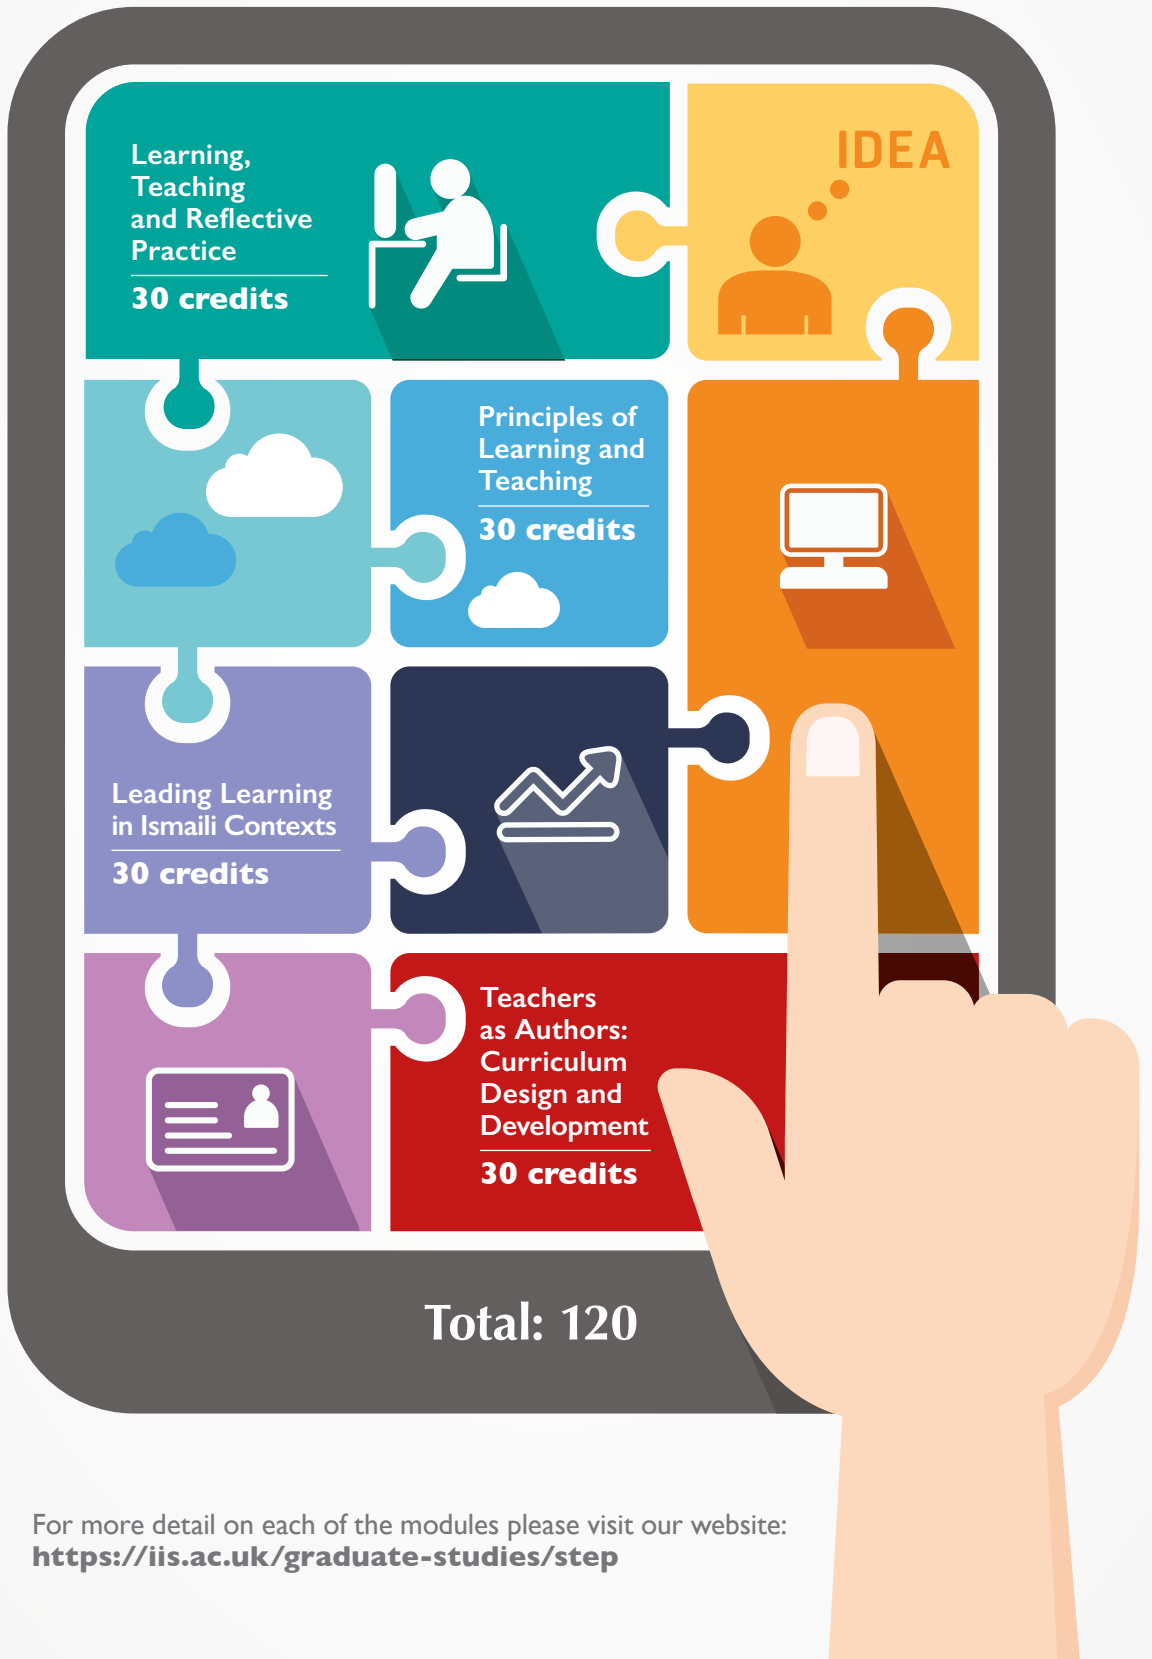 Learning,
Teaching
and Reflective
Practice
30 credits
IDEA
Principles of
Learning and
Teaching
30 credits
Leading Learning
in Ismaili Contexts
30 credits
Teachers
as Authors:
Curriculum
Design and
Development
30 credits
Total: 120
For more detail on each of the modules please visit our website:
https://iis.ac.uk/graduate-studies/step